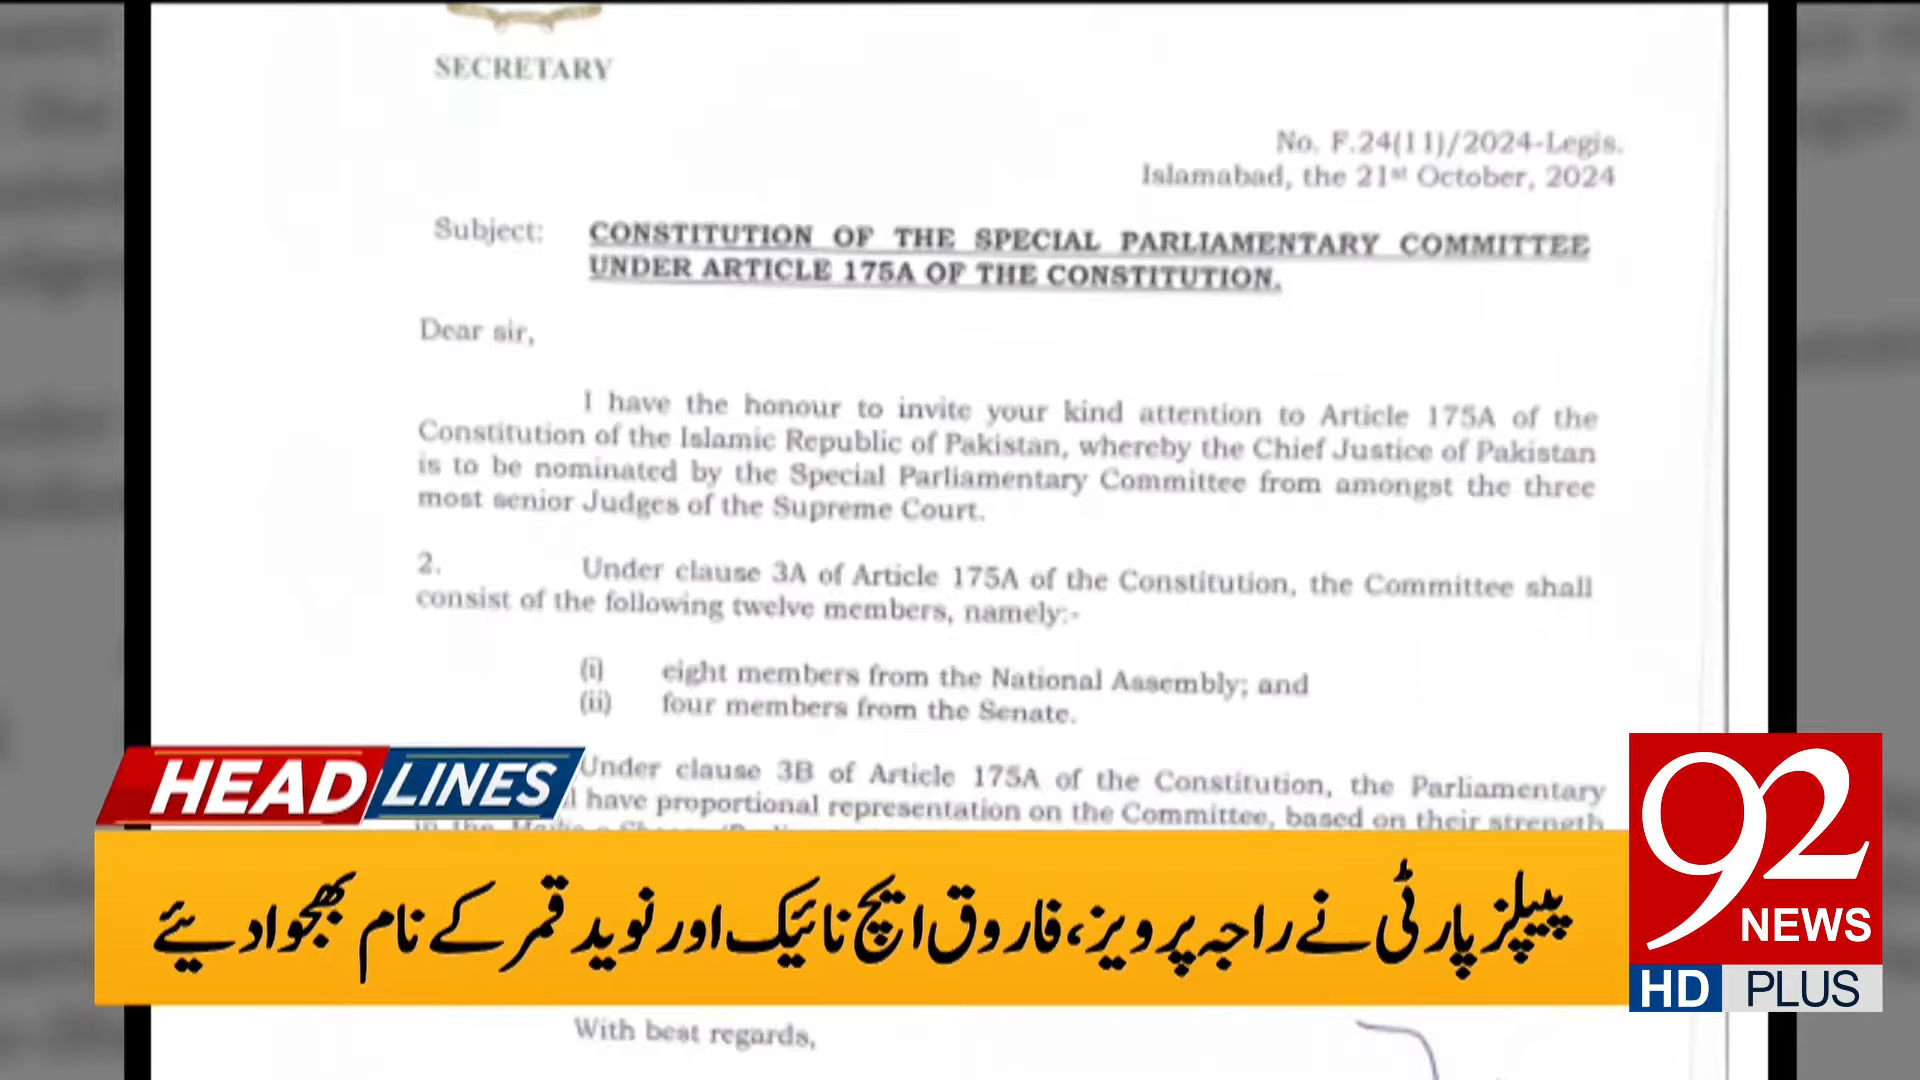 SECRETARY
No. F.24(11)/2024-Legis.
Islamabad, the 21st October, 2024
Subject: CONSTITUTION OF THE SPECIAL PARLIAMENTARY COMMITTEE
UNDER ARTICLE 175A OF THE CONSTITUTION.
Dear sir,
I have the honour to invite your kind attention to Article 175A of the
Constitution of the Islamic Republic of Pakistan, whereby the Chief Justice of Pakistan
is to be nominated by the Special Parliamentary Committee from amongst the three
most senior Judges of the Supreme Court.
2. Under clause 3A of Article 175A of the Constitution, the Committee shall
consist of the following twelve members, namely:-
(i) eight members from the National Assembly; and
(ii) four members from the Senate.
Under clause 3B of Article 175A of the Constitution, the Parliamentary
have proportional representation on the Committee, based on their strength
HEADLINES
پیپلز پارٹی نے راجہ پرویز، فاروق ایچ نائیک اور نوید قمر کے نام بھجوا دیئے
92
NEWS
HD PLUS
With best regards,